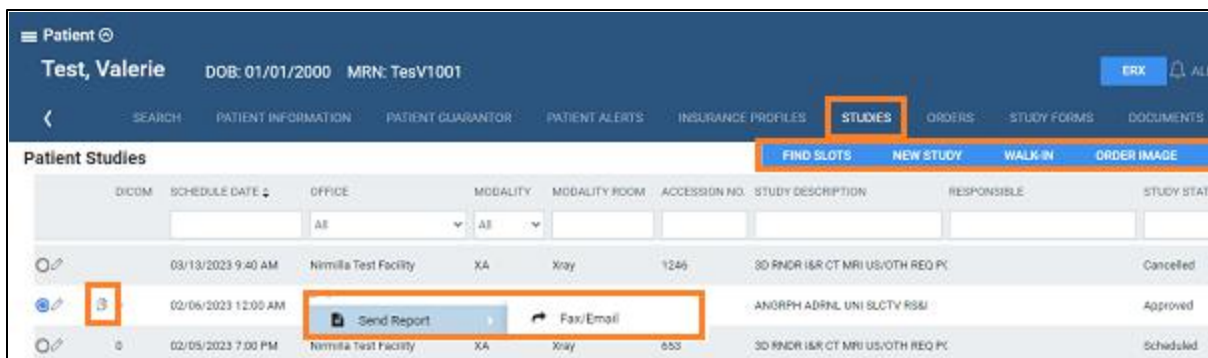 Patient
Test, Valerie DOB: 01/01/2000 MRN: TesV1001 ERX
SEARCH PATIENT INFORMATION PATIENT GUARANTOR PATIENT ALERTS INSURANCE PROFILES STUDIES ORDERS STUDY FORMS DOCUMENTS
Patient Studies FIND SLOTS NEW STUDY WALK-IN ORDER IMAGE
DICOM SCHEDULE DATE OFFICE MODALITY MODALITY ROOM ACCESSION NO. STUDY DESCRIPTION RESPONSIBLE STUDY STAT
All All
03/13/2023 9:40 AM Nirmilla Test Facility XA Xray 1246 3D RNDR I&R CT MRI US/OTH REQ PC Cancelled
02/06/2023 12:00 AM ANGRPH ADRNL UNI SLCTV RS&I Approved
Send Report Fax/Email
0 02/05/2023 7:00 PM Nirmilla Test Facility XA Xray 653 3D RNDR I&R CT MRI US/OTH REQ PC Scheduled